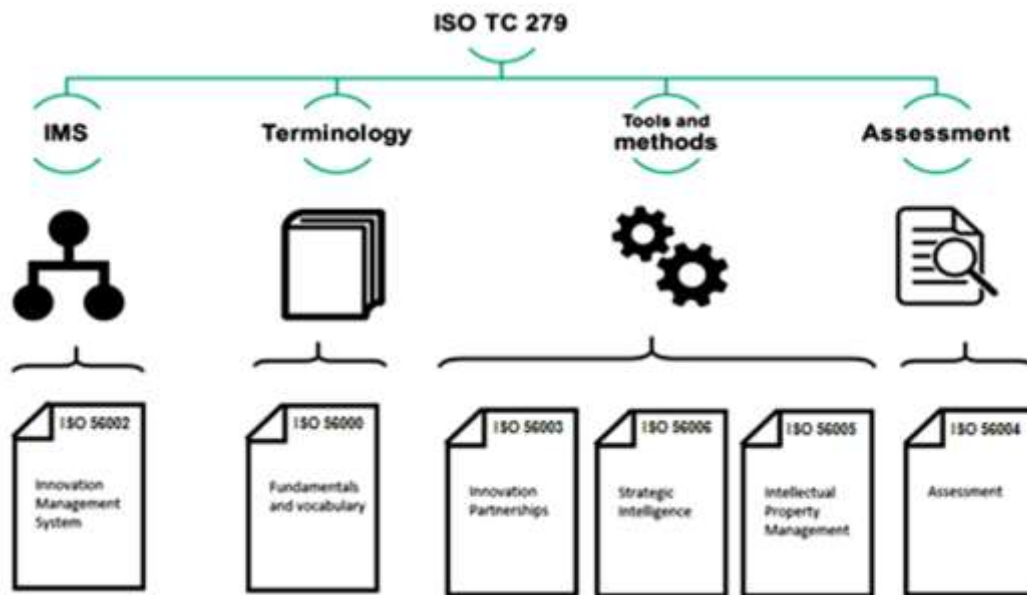 ISO TC 279
IMS
Terminology
Tools and
methods
Assessment
ISO 56002
Innovation
Management
System
ISO 56000
Fundamentals
and vocabulary
ISO 56003
Innovation
Partnerships
ISO 56006
Strategic
Intelligence
ISO 56005
Intellectual
Property
Management
ISO 56004
Assessment